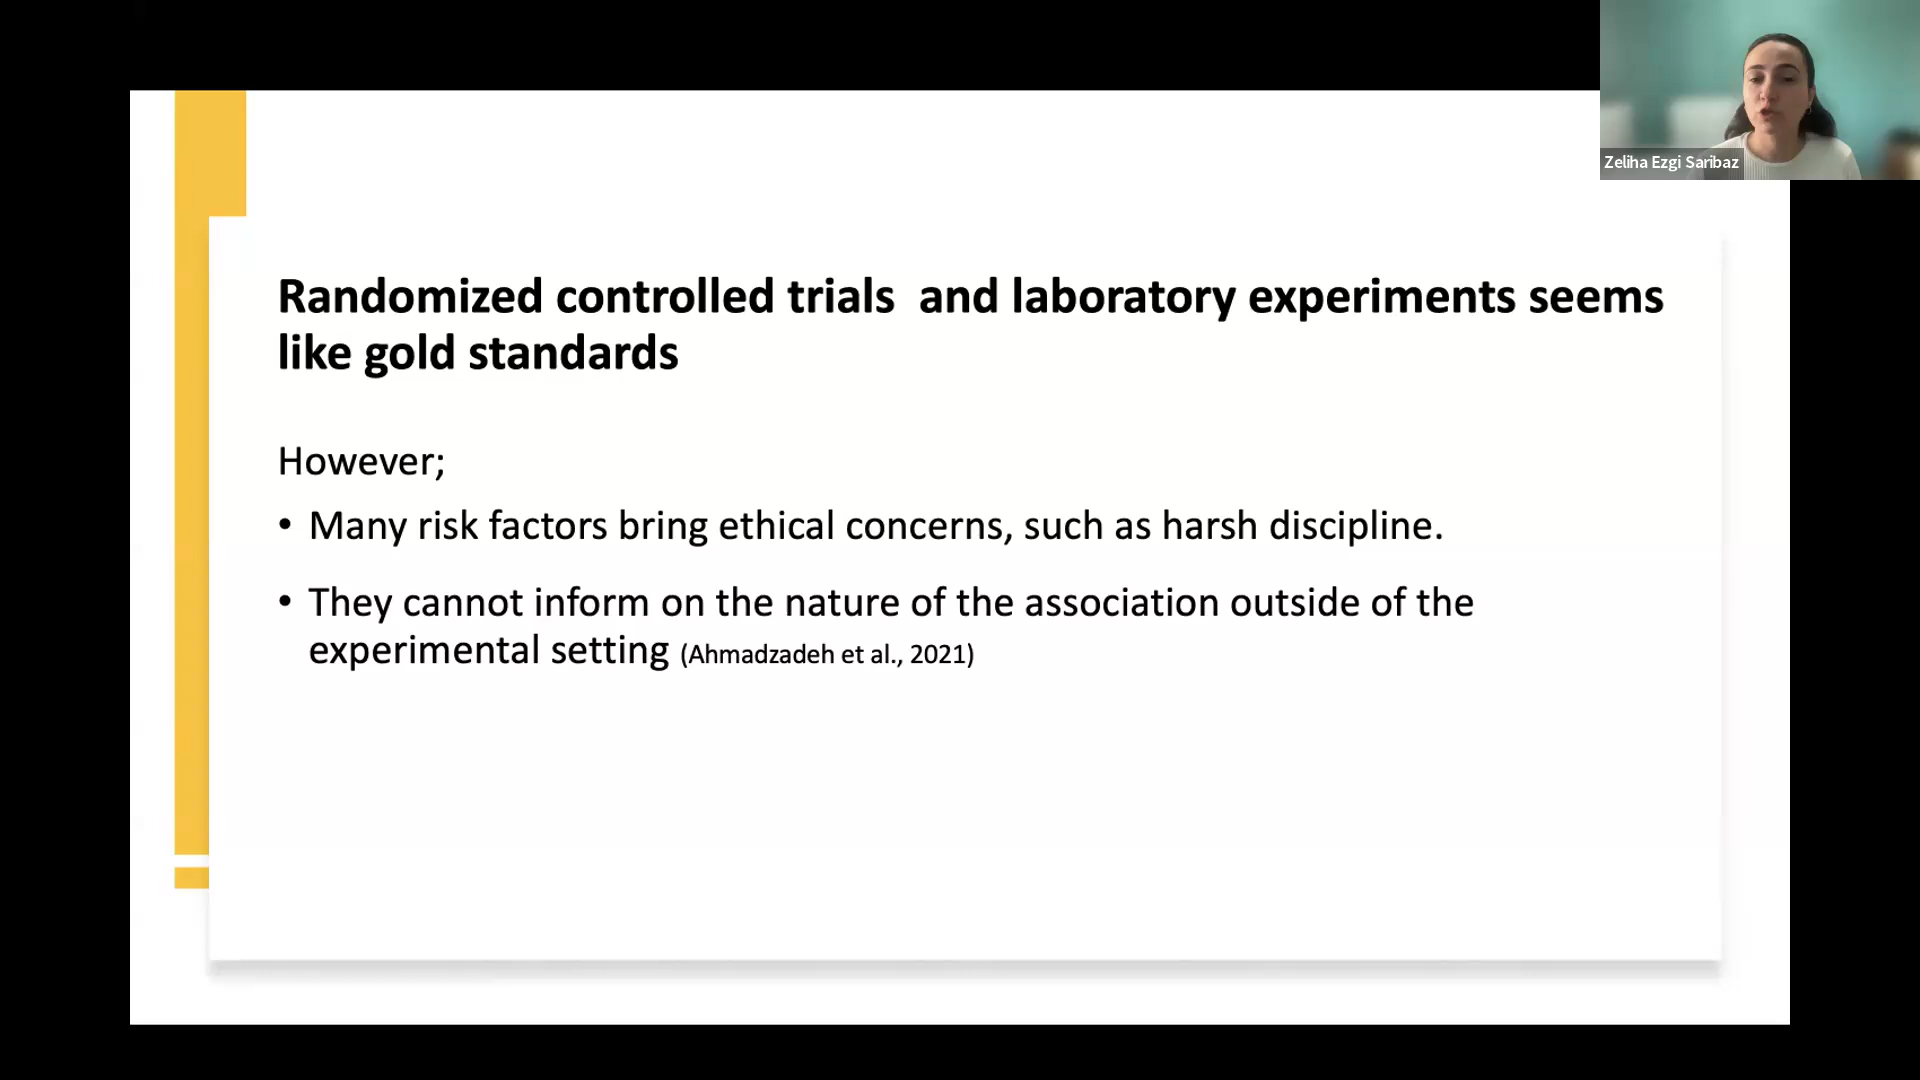 Zeliha Ezgi Saribaz
Randomized controlled trials  and laboratory experiments seems
like gold standards
However;
• Many risk factors bring ethical concerns, such as harsh discipline.
• They cannot inform on the nature of the association outside of the
experimental setting (Ahmadzadeh et al., 2021)